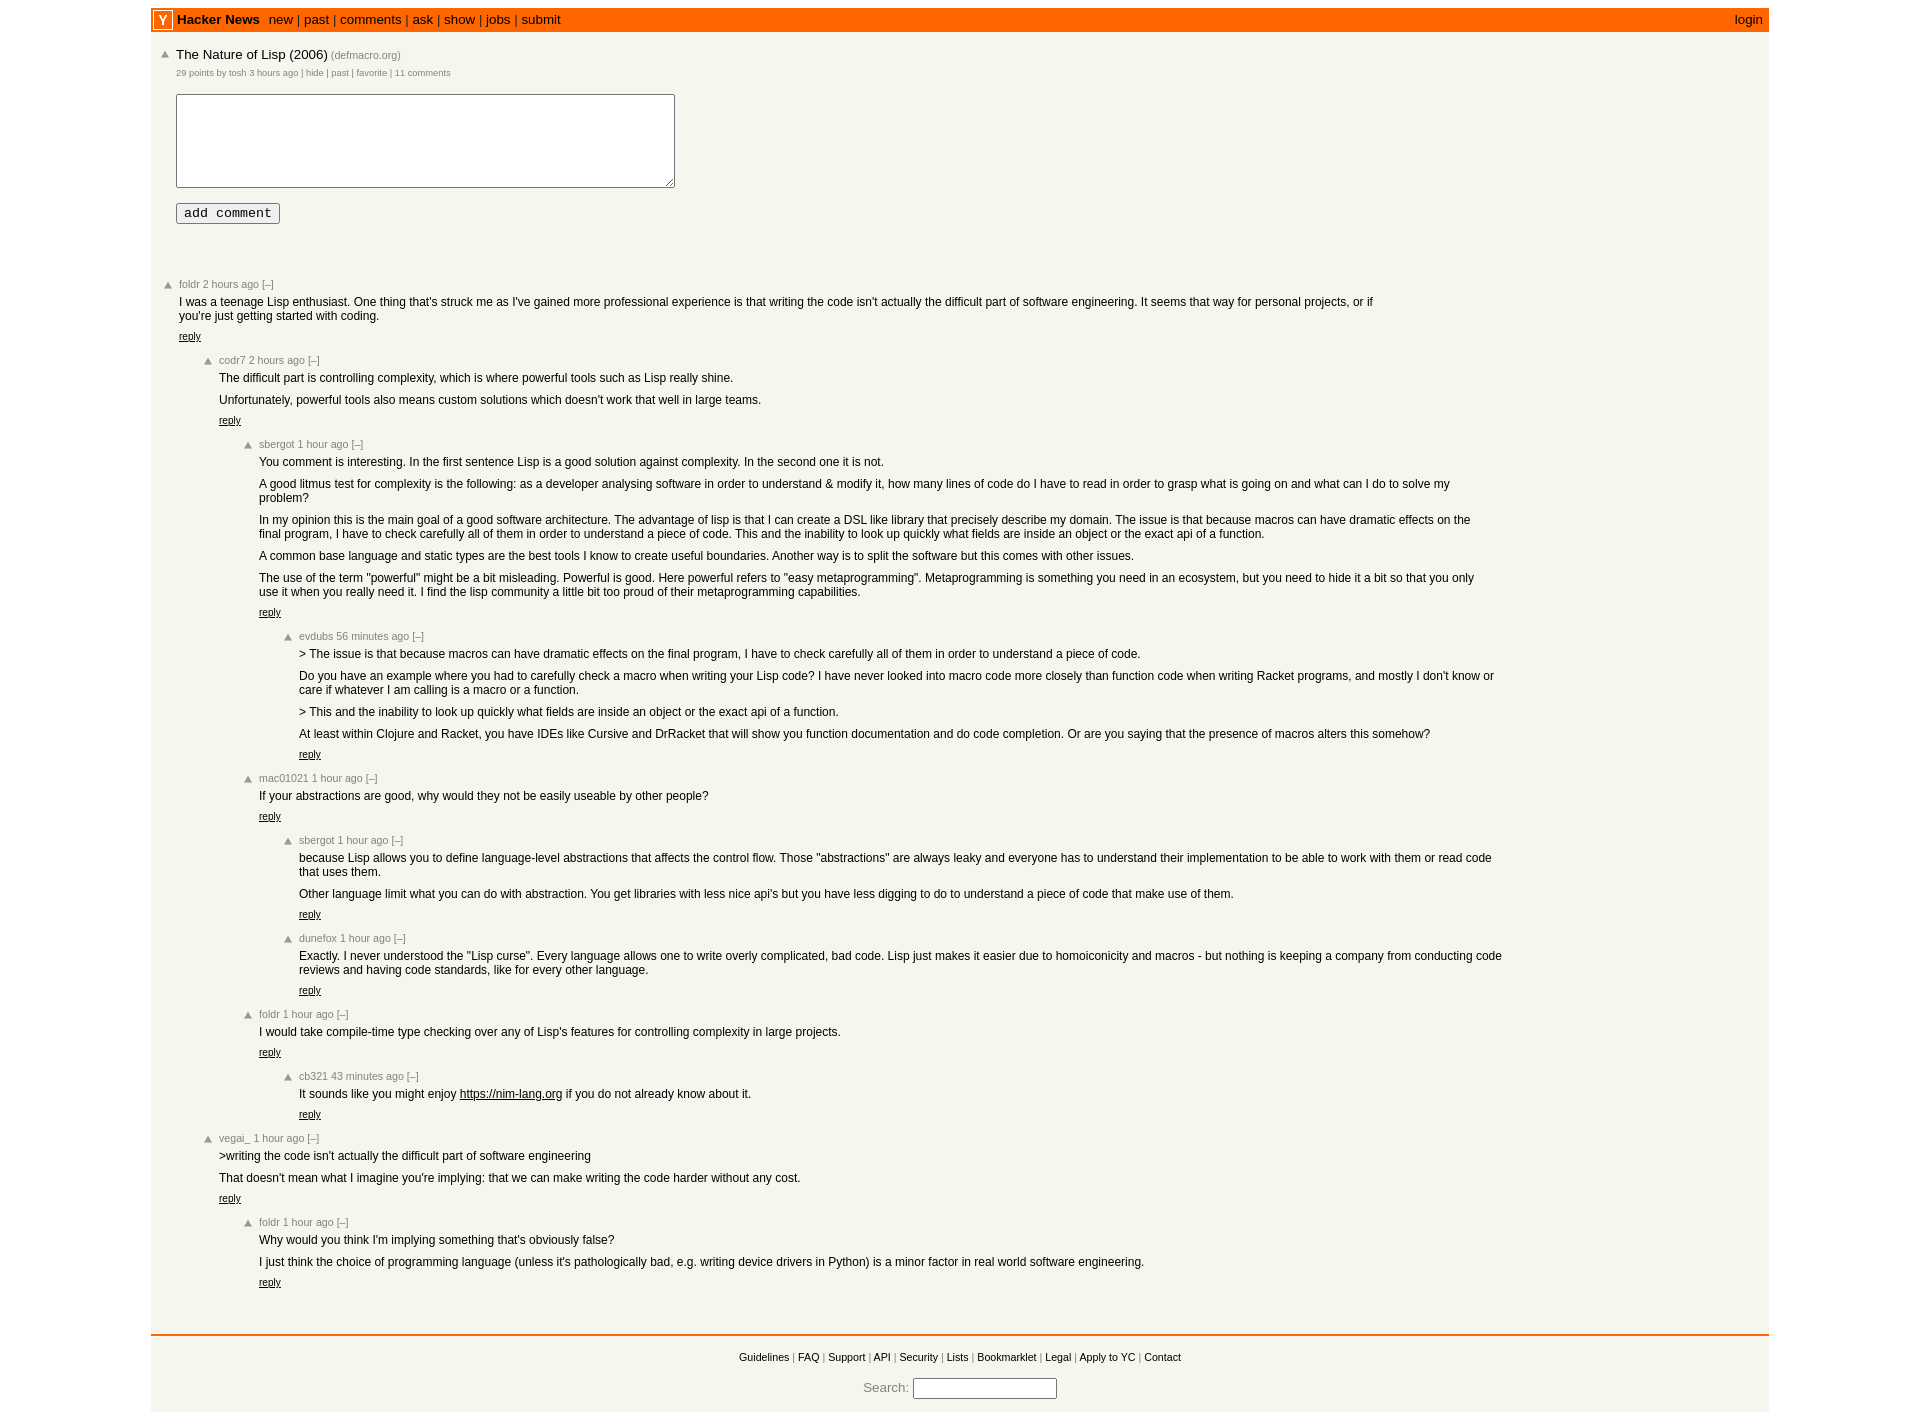 Y Hacker News new | past | comments | ask | show | jobs | submit login
The Nature of Lisp (2006) (defmacro.org)
29 points by tosh 3 hours ago | hide | past | favorite | 11 comments
add comment
foldr 2 hours ago [–]
I was a teenage Lisp enthusiast. One thing that's struck me as I've gained more professional experience is that writing the code isn't actually the difficult part of software engineering. It seems that way for personal projects, or if
you're just getting started with coding.
reply
codr7 2 hours ago [–]
The difficult part is controlling complexity, which is where powerful tools such as Lisp really shine.
Unfortunately, powerful tools also means custom solutions which doesn't work that well in large teams.
reply
sbergot 1 hour ago [–]
You comment is interesting. In the first sentence Lisp is a good solution against complexity. In the second one it is not.
A good litmus test for complexity is the following: as a developer analysing software in order to understand & modify it, how many lines of code do I have to read in order to grasp what is going on and what can I do to solve my
problem?
In my opinion this is the main goal of a good software architecture. The advantage of lisp is that I can create a DSL like library that precisely describe my domain. The issue is that because macros can have dramatic effects on the
final program, I have to check carefully all of them in order to understand a piece of code. This and the inability to look up quickly what fields are inside an object or the exact api of a function.
A common base language and static types are the best tools I know to create useful boundaries. Another way is to split the software but this comes with other issues.
The use of the term "powerful" might be a bit misleading. Powerful is good. Here powerful refers to "easy metaprogramming". Metaprogramming is something you need in an ecosystem, but you need to hide it a bit so that you only
use it when you really need it. I find the lisp community a little bit too proud of their metaprogramming capabilities.
reply
evdubs 56 minutes ago [–]
> The issue is that because macros can have dramatic effects on the final program, I have to check carefully all of them in order to understand a piece of code.
Do you have an example where you had to carefully check a macro when writing your Lisp code? I have never looked into macro code more closely than function code when writing Racket programs, and mostly I don't know or
care if whatever I am calling is a macro or a function.
> This and the inability to look up quickly what fields are inside an object or the exact api of a function.
At least within Clojure and Racket, you have IDEs like Cursive and DrRacket that will show you function documentation and do code completion. Or are you saying that the presence of macros alters this somehow?
reply
mac01021 1 hour ago [–]
If your abstractions are good, why would they not be easily useable by other people?
reply
sbergot 1 hour ago [–]
because Lisp allows you to define language-level abstractions that affects the control flow. Those "abstractions" are always leaky and everyone has to understand their implementation to be able to work with them or read code
that uses them.
Other language limit what you can do with abstraction. You get libraries with less nice api's but you have less digging to do to understand a piece of code that make use of them.
reply
dunefox 1 hour ago [–]
Exactly. I never understood the "Lisp curse". Every language allows one to write overly complicated, bad code. Lisp just makes it easier due to homoiconicity and macros - but nothing is keeping a company from conducting code
reviews and having code standards, like for every other language.
reply
foldr 1 hour ago [–]
I would take compile-time type checking over any of Lisp's features for controlling complexity in large projects.
reply
cb321 43 minutes ago [–]
It sounds like you might enjoy https://nim-lang.org if you do not already know about it.
reply
vegai_ 1 hour ago [–]
>writing the code isn't actually the difficult part of software engineering
That doesn't mean what I imagine you're implying: that we can make writing the code harder without any cost.
reply
foldr 1 hour ago [–]
Why would you think I'm implying something that's obviously false?
I just think the choice of programming language (unless it's pathologically bad, e.g. writing device drivers in Python) is a minor factor in real world software engineering.
reply
Guidelines | FAQ | Support | API | Security | Lists | Bookmarklet | Legal | Apply to YC | Contact
Search: